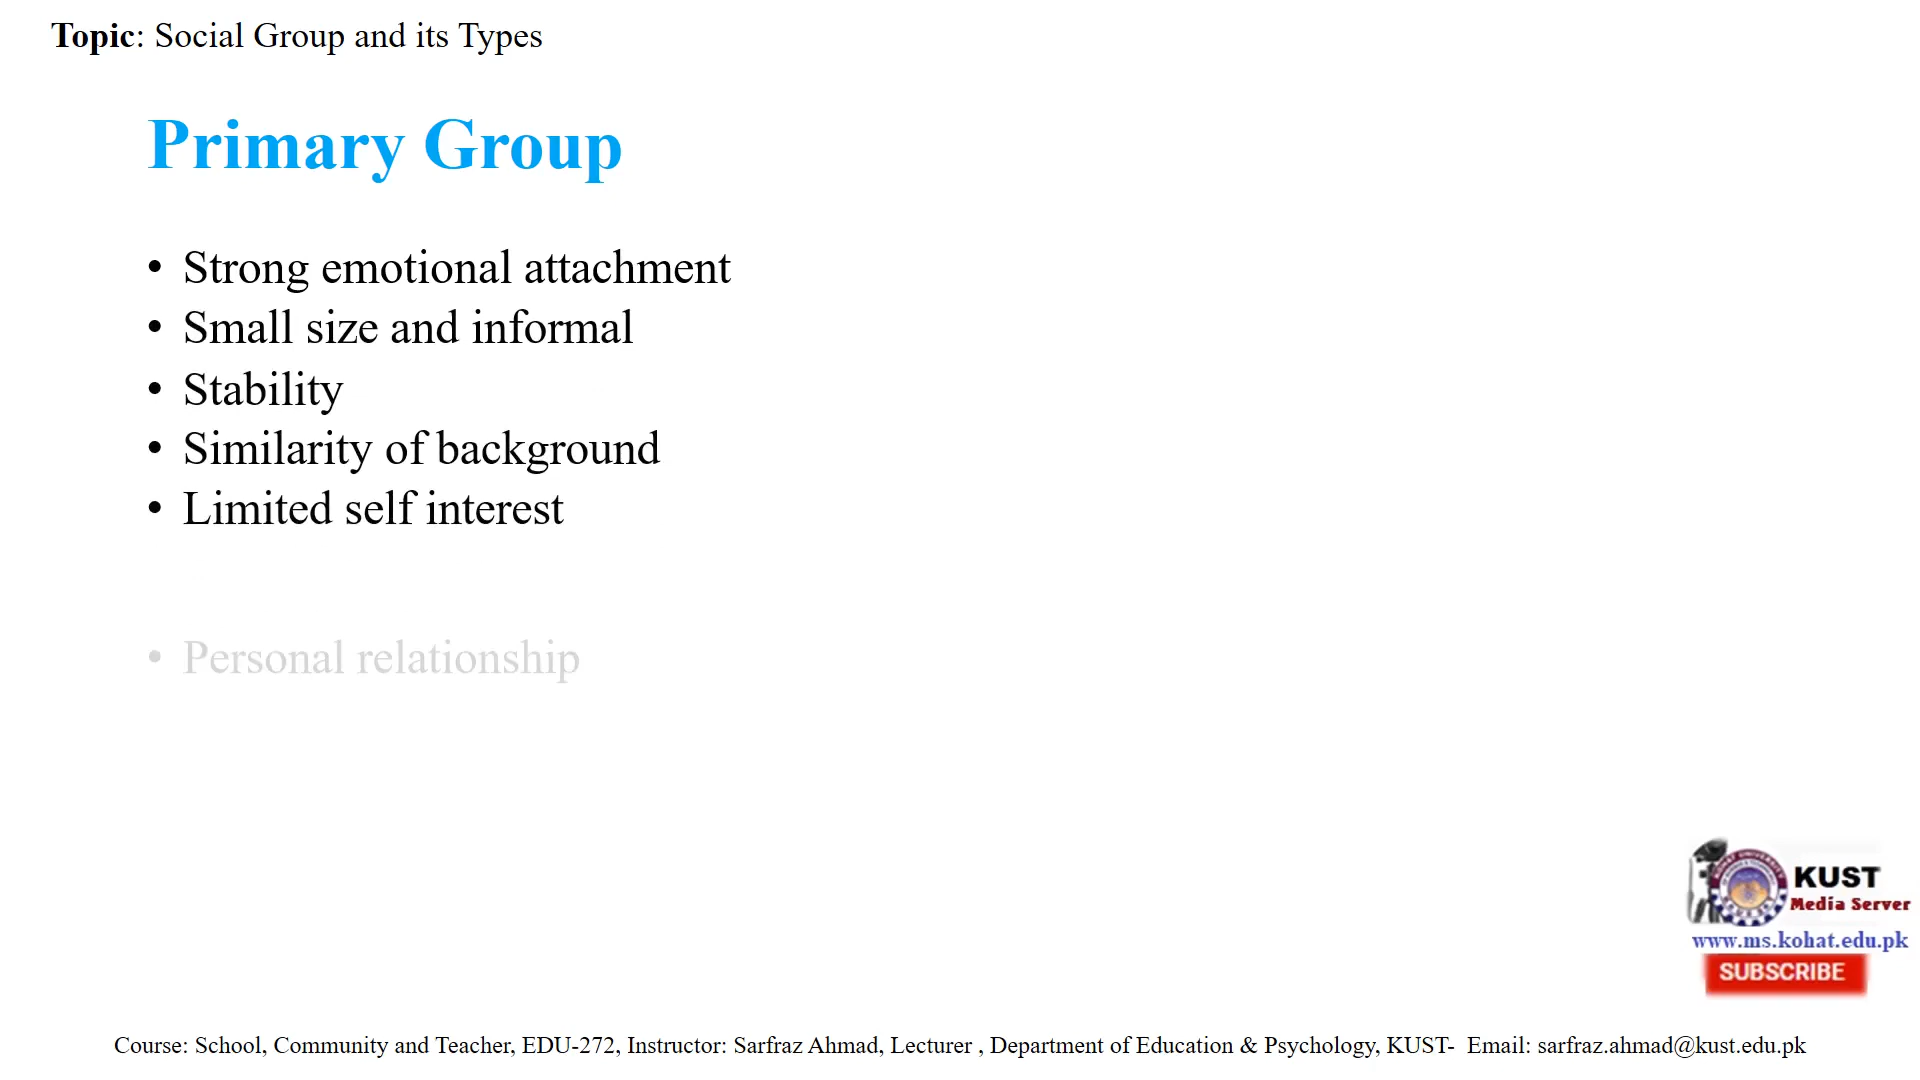 Topic: Social Group and its Types
Primary Group
• Strong emotional attachment
• Small size and informal
• Stability
• Similarity of background
• Limited self interest
• Personal relationship
KUST
Media Server
www.ms.kohat.edu.pk
SUBSCRIBE
Course: School, Community and Teacher, EDU-272, Instructor: Sarfraz Ahmad, Lecturer , Department of Education & Psychology, KUST- Email: sarfraz.ahmad@kust.edu.pk